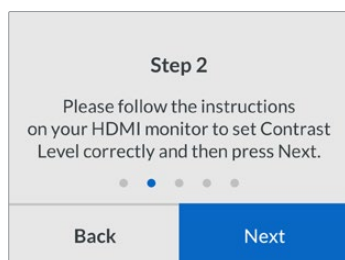 Step 2
Please follow the instructions
on your HDMI monitor to set Contrast
Level correctly and then press Next.
Back
Next